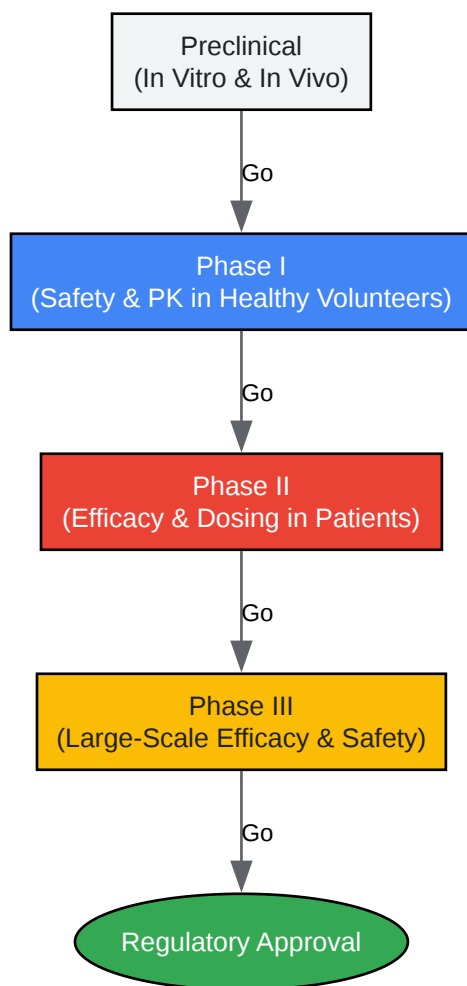 Preclinical
(In Vitro & In Vivo)
Go
Phase I
(Safety & PK in Healthy Volunteers)
Go
Phase II
(Efficacy & Dosing in Patients)
Go
Phase III
(Large-Scale Efficacy & Safety)
Go
Regulatory Approval